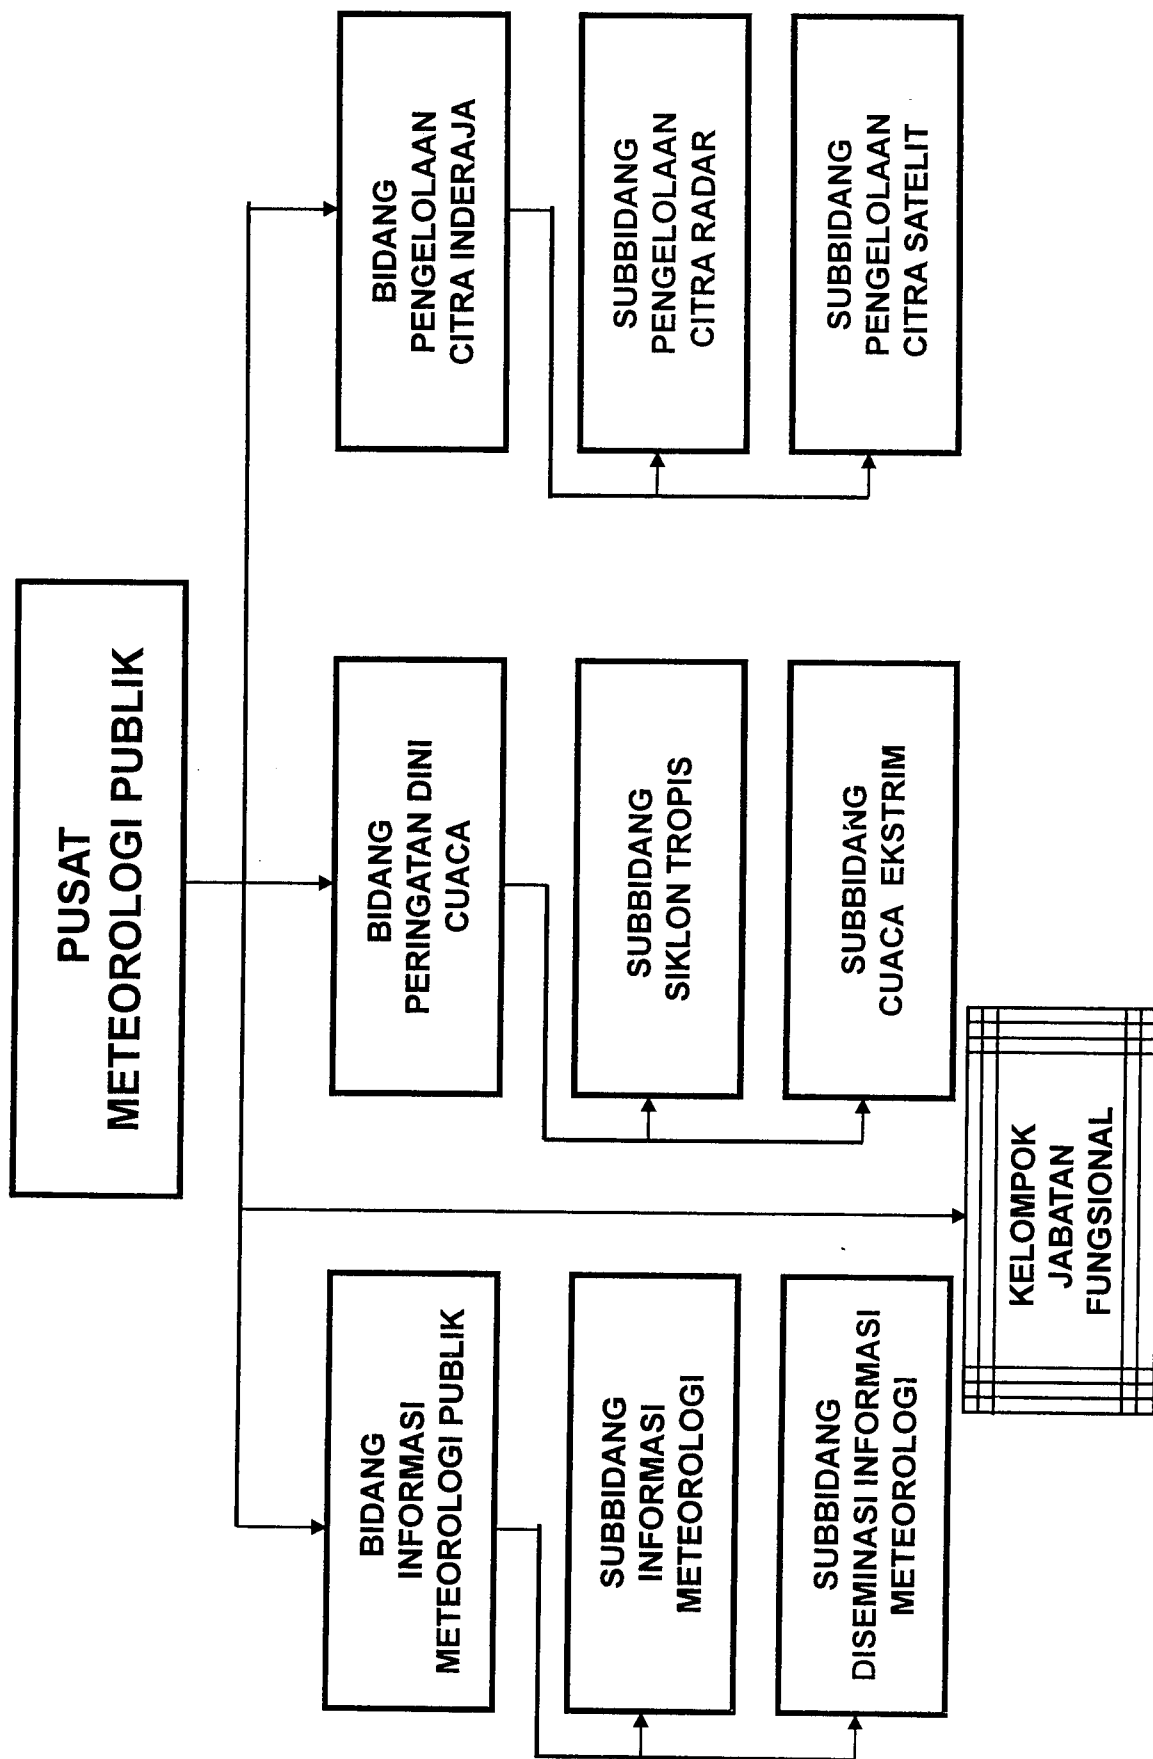 PUSAT
METEOROLOGI PUBLIK
BIDANG
INFORMASI
METEOROLOGI PUBLIK
SUBBIDANG
INFORMASI
METEOROLOGI
SUBBIDANG
DISEMINASI INFORMASI
METEOROLOGI
BIDANG
PERINGATAN DINI
CUACA
SUBBIDANG
SIKLON TROPIS
SUBBIDANG
CUACA EKSTRIM
BIDANG
PENGELOLAAN
CITRA INDERAJA
SUBBIDANG
PENGELOLAAN
CITRA RADAR
SUBBIDANG
PENGELOLAAN
CITRA SATELIT
KELOMPOK
JABATAN
FUNGSIONAL